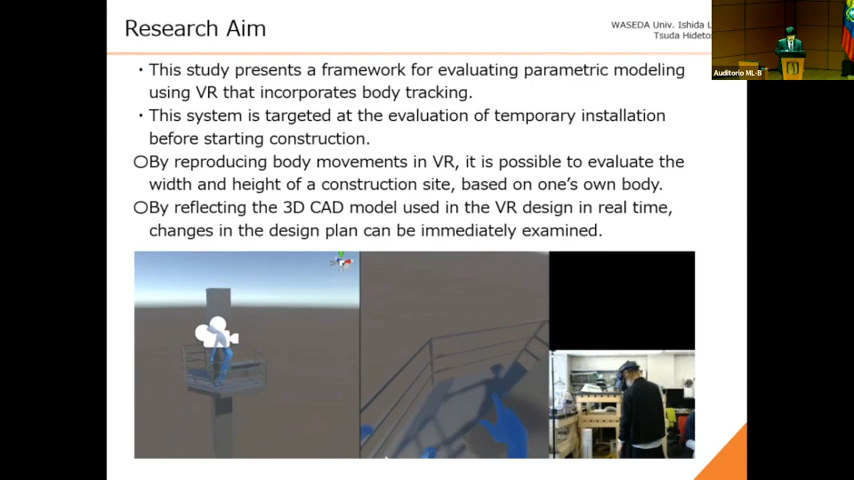 Research Aim
WASEDA Univ. Ishida
Tsuda
・This study presents a framework for evaluating parametric modeling
using VR that incorporates body tracking.
・This system is targeted at the evaluation of temporary installation
before starting construction.
○By reproducing body movements in VR, it is possible to evaluate the
width and height of a construction site, based on one's own body.
○By reflecting the 3D CAD model used in the VR design in real time,
changes in the design plan can be immediately examined.
Auditorio ML-B